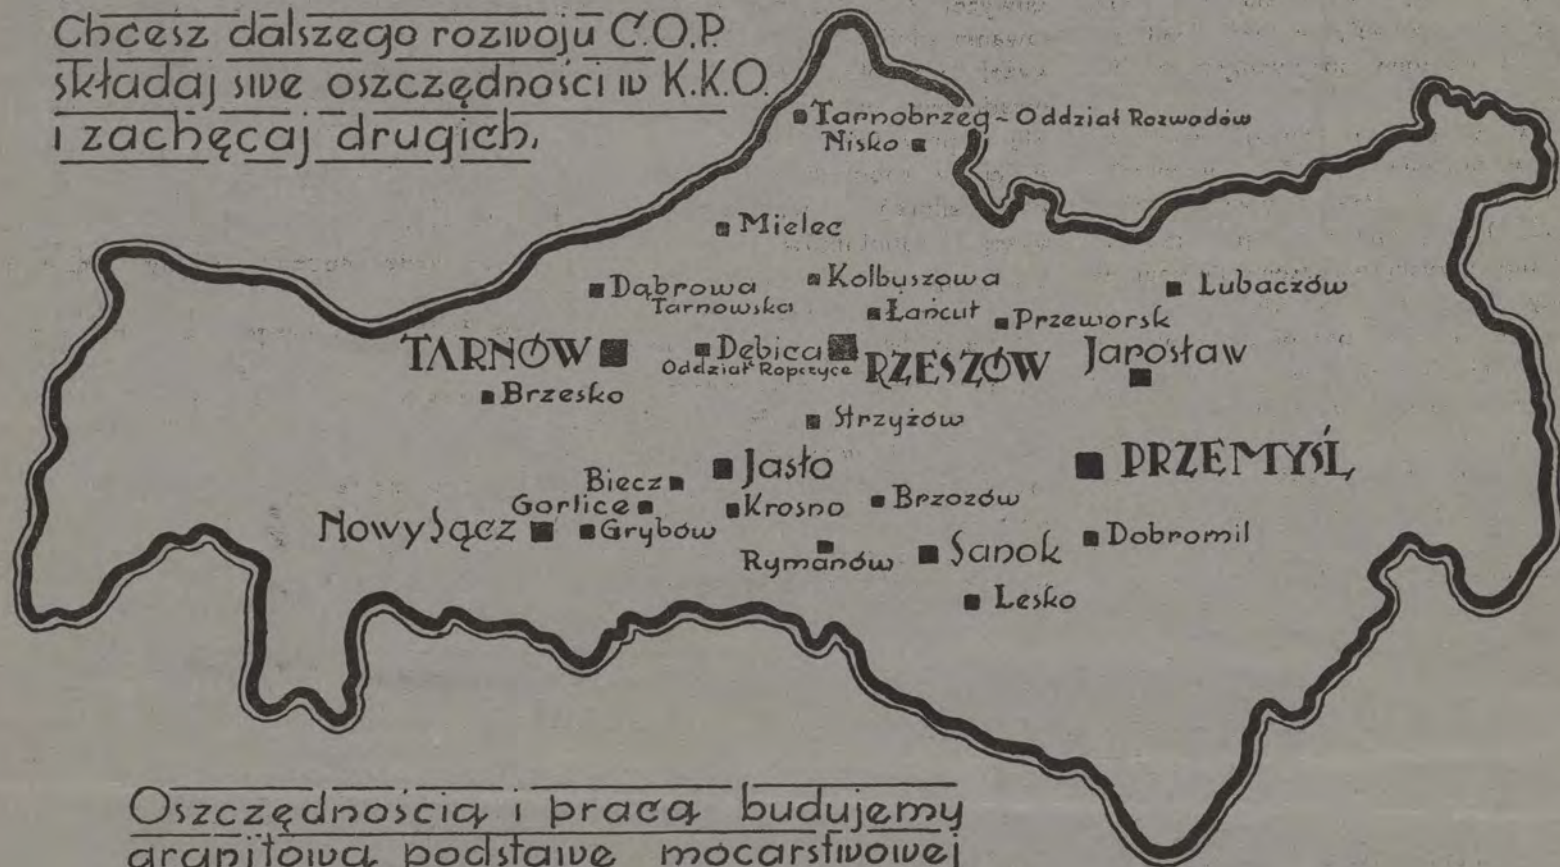 Chcesz dalszego rozwoju C.O.P.
składaj swe oszczędności w K.K.O.
i zachęcaj drugich.
Tarnobrzeg - Oddział Rozwadów
Nisko
Mielec
Dąbrowa
Tarnowska
Kolbuszowa
Lubaczów
Łańcut
Przeworsk
TARNÓW
Dębica
Oddział Ropczyce
RZESZÓW
Jarosław
Brzesko
Strzyżów
Jasło
PRZEMYŚL
Biecz
Gorlice
Krosno
Brzozów
Nowy Sącz
Grybów
Rymanów
Sanok
Dobromil
Lesko
Oszczędnością i pracą budujemy
granitową podstawę mocarstwowej